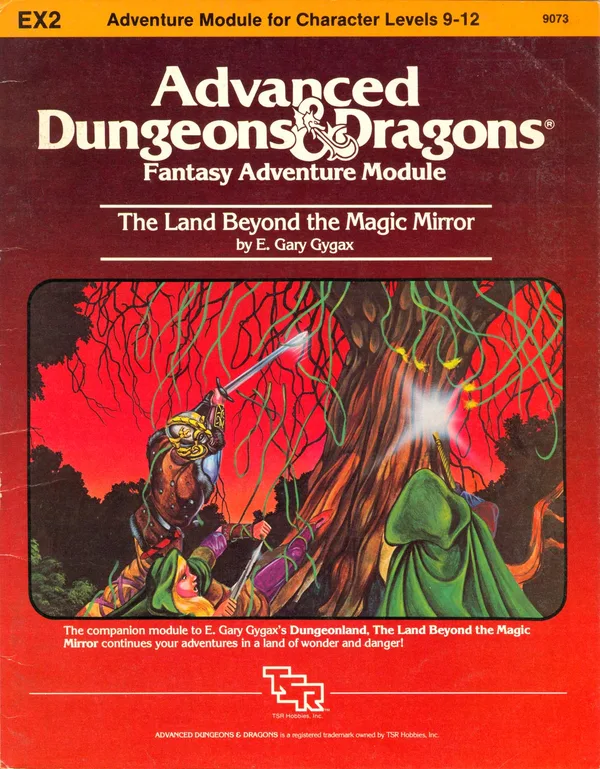 EX2
Adventure Module for Character Levels 9-12
9073
Advanced
Dungeons & Dragons®
Fantasy Adventure Module
The Land Beyond the Magic Mirror
by E. Gary Gygax
The companion module to E. Gary Gygax's Dungeonland, The Land Beyond the Magic
Mirror continues your adventures in a land of wonder and danger!
TSR
TSR Hobbies, Inc.
ADVANCED DUNGEONS & DRAGONS is a registered trademark owned by TSR Hobbies, Inc.